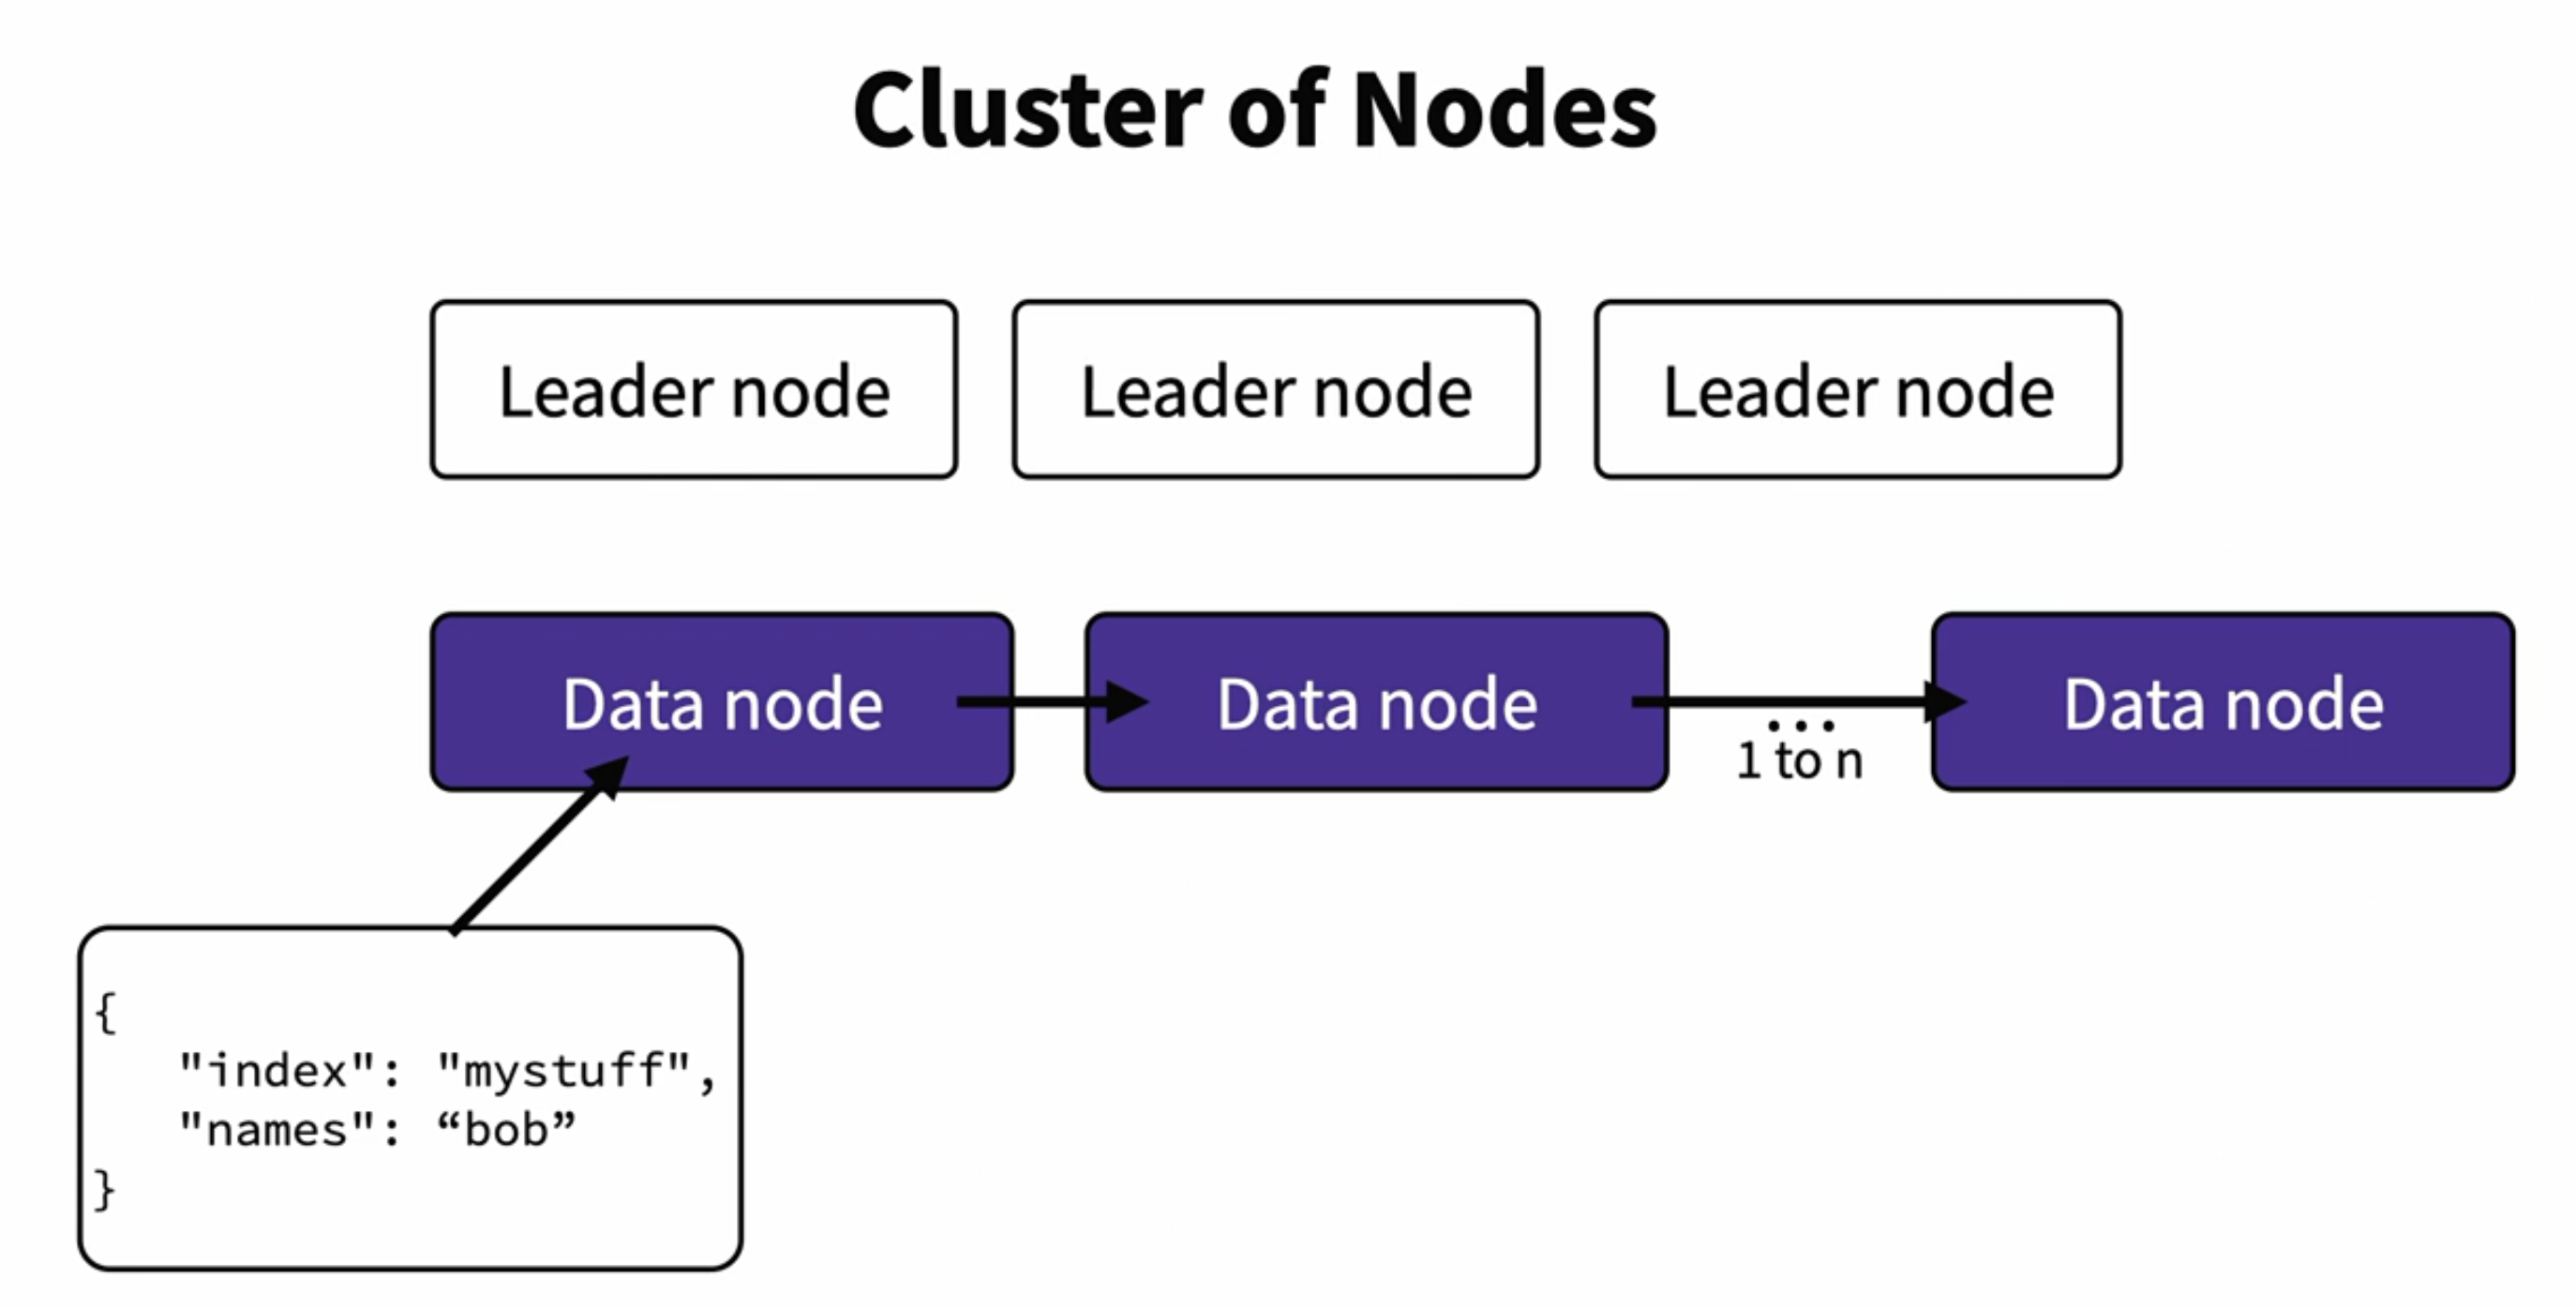 Cluster of Nodes
Leader node
Leader node
Leader node
Data node
Data node
...
1 to n
Data node
{
"index": "mystuff",
"names": “bob”
}